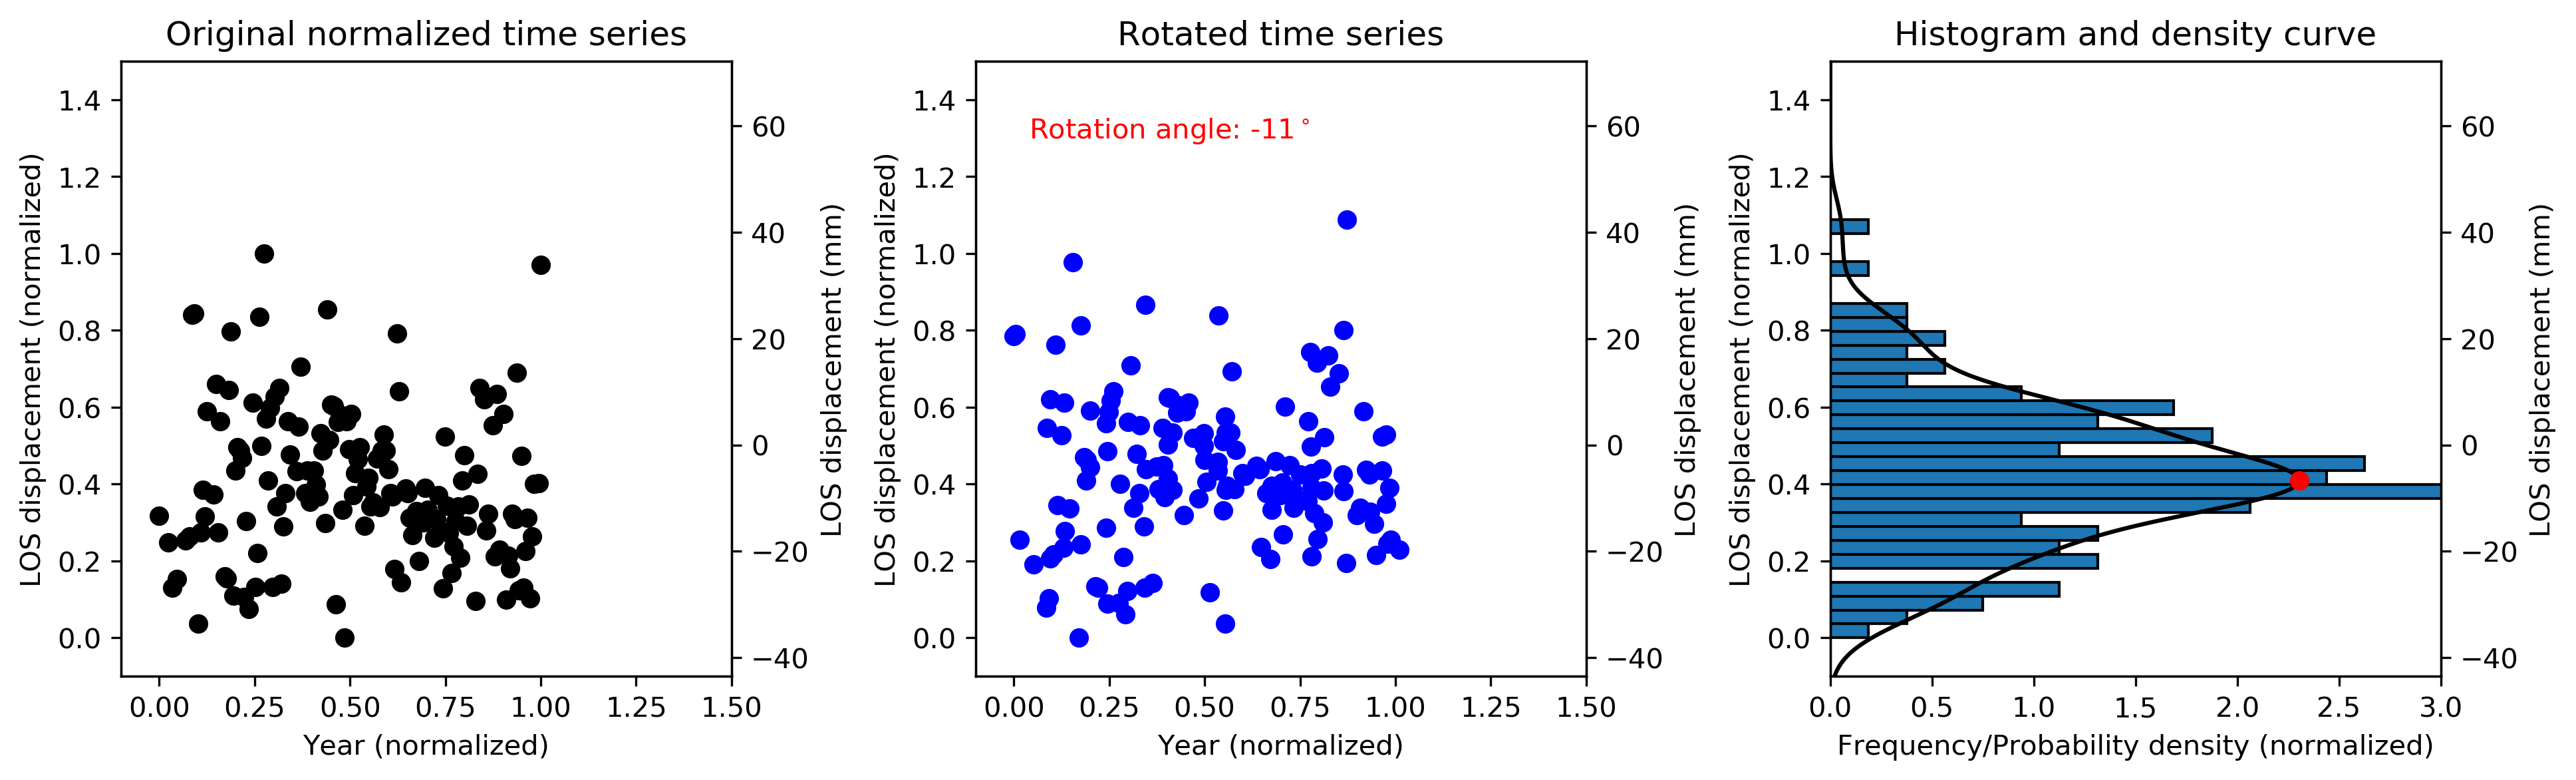 Original normalized time series
LOS displacement (normalized)
1.4
1.2
1.0
0.8
0.6
0.4
0.2
0.0
60
40
20
0
−20
−40
LOS displacement (mm)
0.00 0.25 0.50 0.75 1.00 1.25 1.50
Year (normalized)
Rotated time series
Rotation angle: -11°
LOS displacement (normalized)
1.4
1.2
1.0
0.8
0.6
0.4
0.2
0.0
60
40
20
0
−20
−40
LOS displacement (mm)
0.00 0.25 0.50 0.75 1.00 1.25 1.50
Year (normalized)
Histogram and density curve
LOS displacement (normalized)
1.4
1.2
1.0
0.8
0.6
0.4
0.2
0.0
60
40
20
0
−20
−40
LOS displacement (mm)
0.0 0.5 1.0 1.5 2.0 2.5 3.0
Frequency/Probability density (normalized)